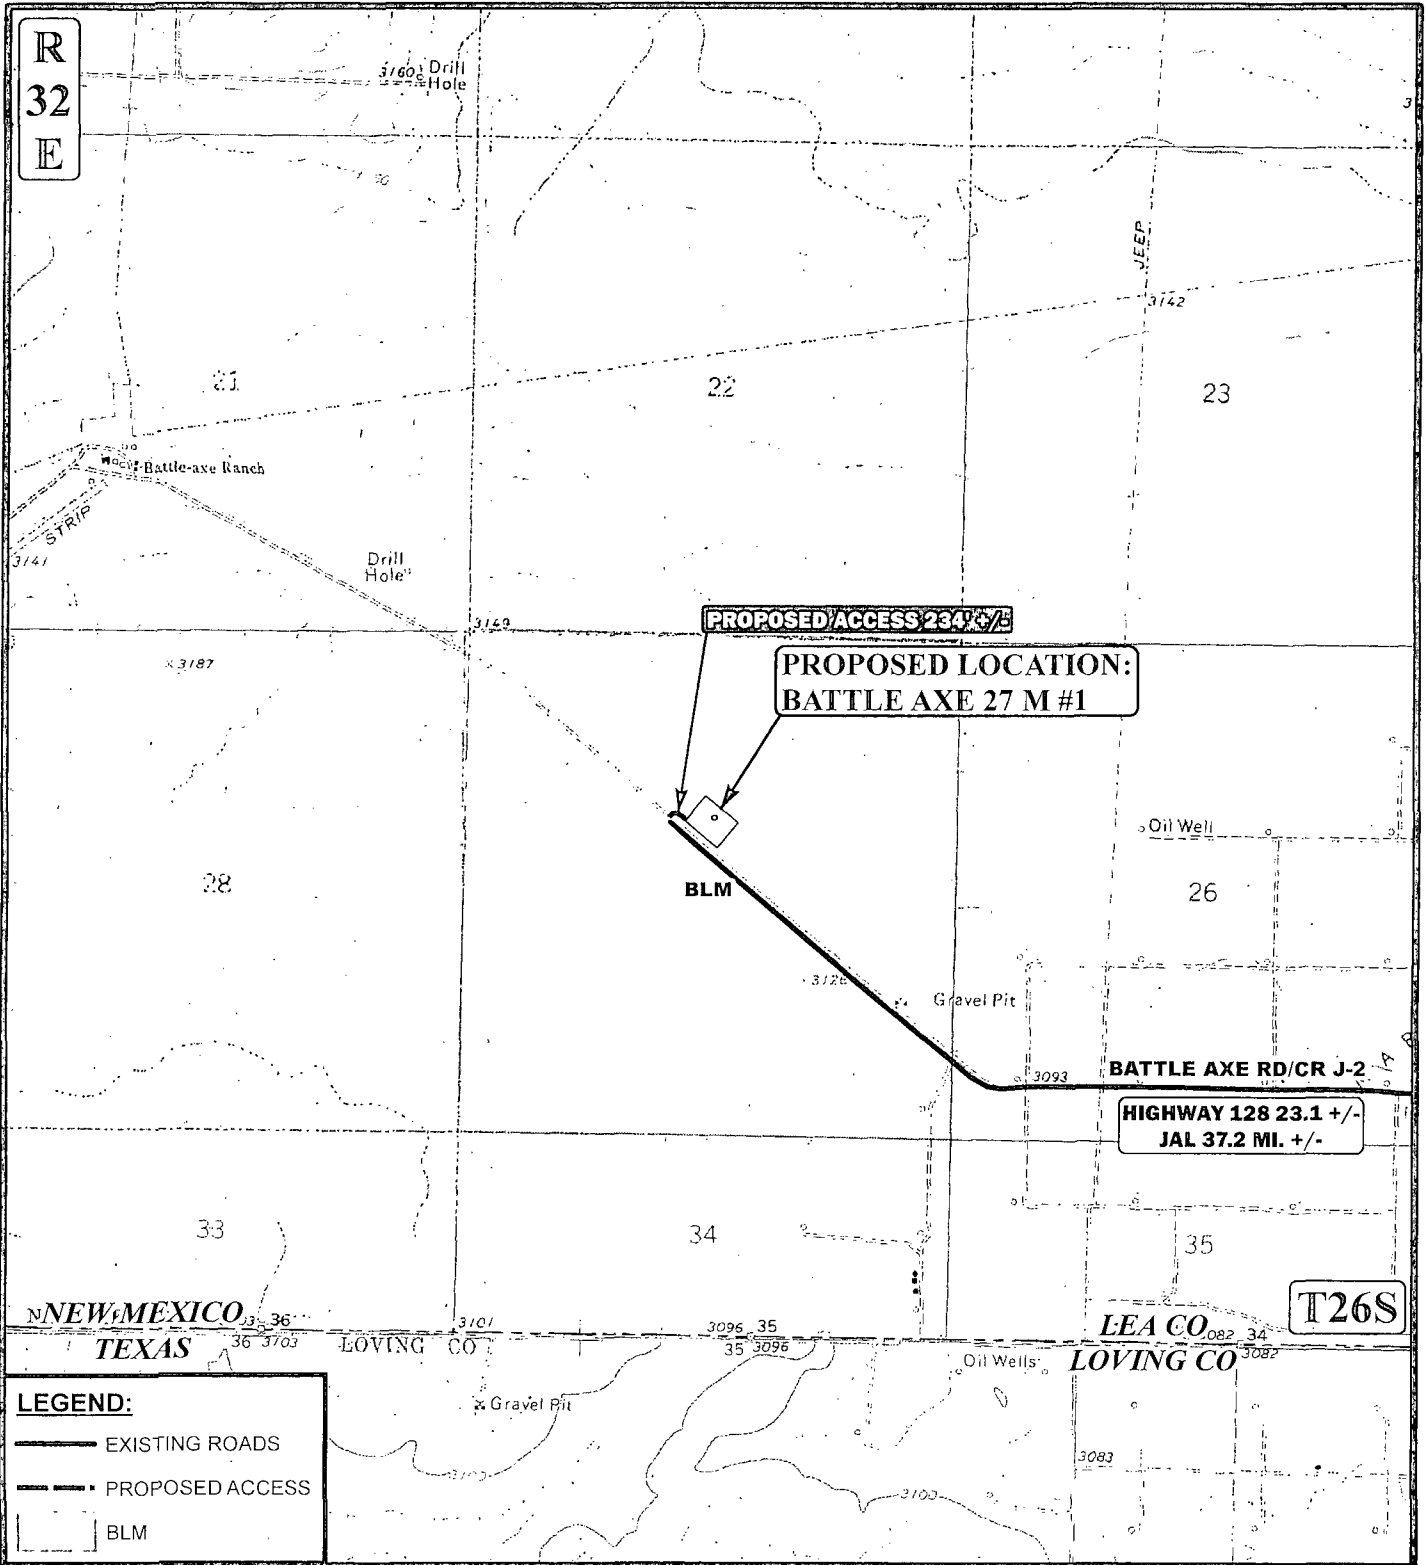 R
32
E
3160
Drill
Hole
JEEP
3142
21
22
23
Battle-axe Ranch
STRIP
3141
Drill
Hole
3149
PROPOSED ACCESS 234' +/-
3187
PROPOSED LOCATION:
BATTLE AXE 27 M #1
Oil Well
28
BLM
26
Gravel Pit
3093
BATTLE AXE RD/CR J-2
HIGHWAY 128 23.1 +/-
JAL 37.2 MI. +/-
33
34
35
T26S
NEW MEXICO
36
3101
3096 35
LEA CO
082 34
TEXAS
36 3103
LOVING CO
35 3096
Oil Wells
LOVING CO
3082
LEGEND:
EXISTING ROADS
PROPOSED ACCESS
BLM
Gravel Pit
3083
3100